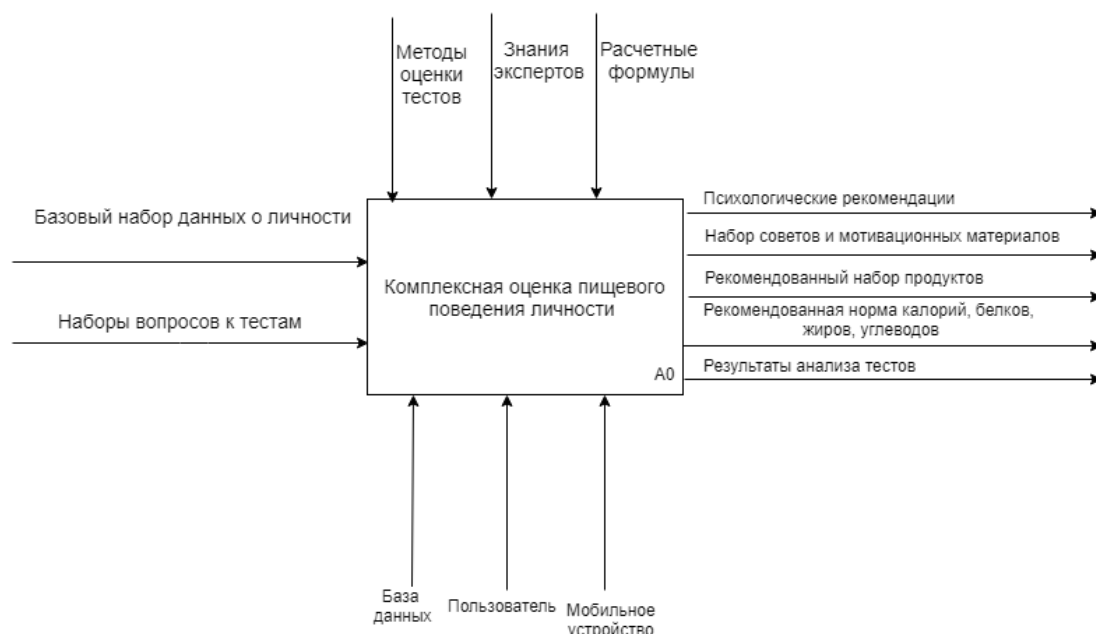 Методы
оценки
тестов
Знания
экспертов
Расчетные
формулы
Базовый набор данных о личности
Наборы вопросов к тестам
Комплексная оценка пищевого
поведения личности
A0
Психологические рекомендации
Набор советов и мотивационных материалов
Рекомендованный набор продуктов
Рекомендованная норма калорий, белков,
жиров, углеводов
Результаты анализа тестов
База
данных
Пользователь
Мобильное
устройство